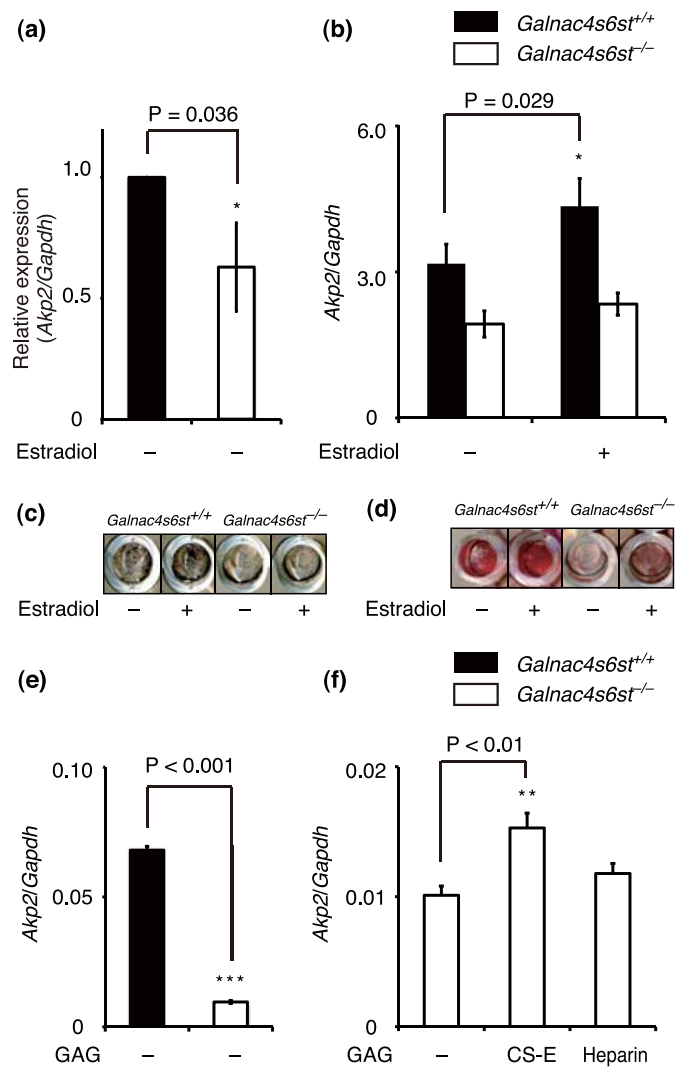 (a)
P = 0.036
Relative expression
(Akp2/Gapdh)
1.0
0.5
0
*
Estradiol – –
(b)
Galnac4s6st+/+
Galnac4s6st–/–
P = 0.029
Akp2/Gapdh
6.0
3.0
0
*
Estradiol – +
(c)
Galnac4s6st+/+ Galnac4s6st–/–
Estradiol – + – +
(d)
Galnac4s6st+/+ Galnac4s6st–/–
Estradiol – + – +
(e)
P < 0.001
Akp2/Gapdh
0.10
0.05
0
***
GAG – –
(f)
Galnac4s6st+/+
Galnac4s6st–/–
P < 0.01
Akp2/Gapdh
0.02
0.01
0
**
GAG – CS-E Heparin